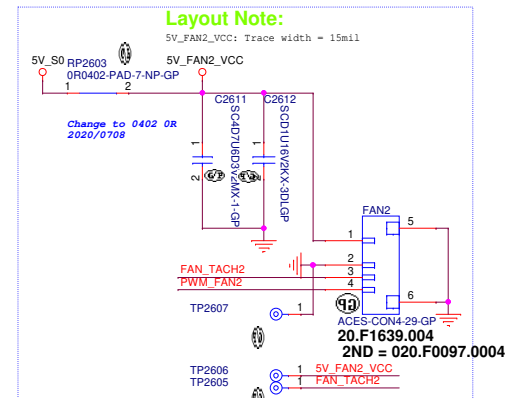 Layout Note:
5V_FAN2_VCC: Trace width = 15mil
5V_S0
RP2603
5V_FAN2_VCC
0R0402-PAD-7-NP-GP
1
2
Change to 0402 0R
2020/0708
C2611
SC4D7U6D3V2MX-1-GP
1
2
C2612
SCD1U16V2KX-3DLGP
1
2
FAN2
5
1
2
3
4
6
FAN_TACH2
PWM_FAN2
TP2607
1
ACES-CON4-29-GP
20.F1639.004
2ND = 020.F0097.0004
TP2606
1
5V_FAN2_VCC
TP2605
1
FAN_TACH2